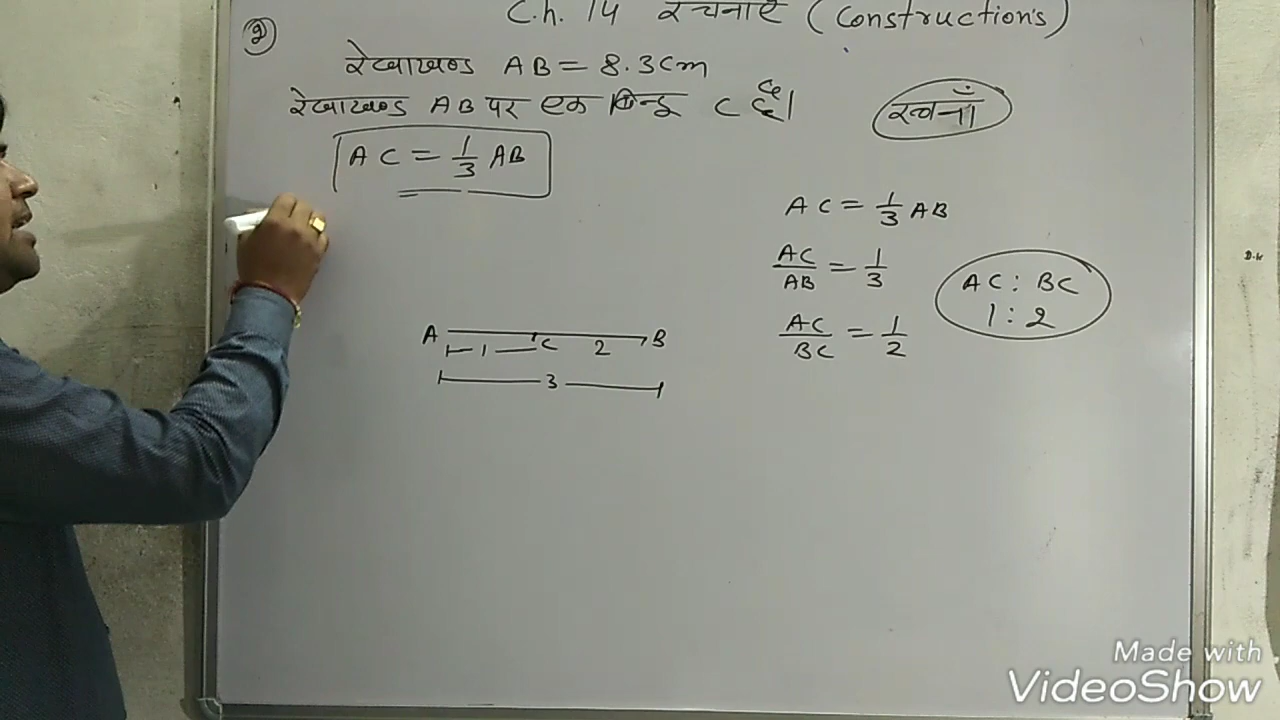 Ch. 14 रचनाएँ (Constructions)
2
रेखाखण्ड AB = 8.3cm
रेखाखण्ड AB पर एक बिन्दू C है।
रचनाँ
AC = 1/3 AB
AC = 1/3 AB
AC/AB = 1/3
AC : BC
1 : 2
AC/BC = 1/2
A C B
1 2
3
Made with
VideoShow